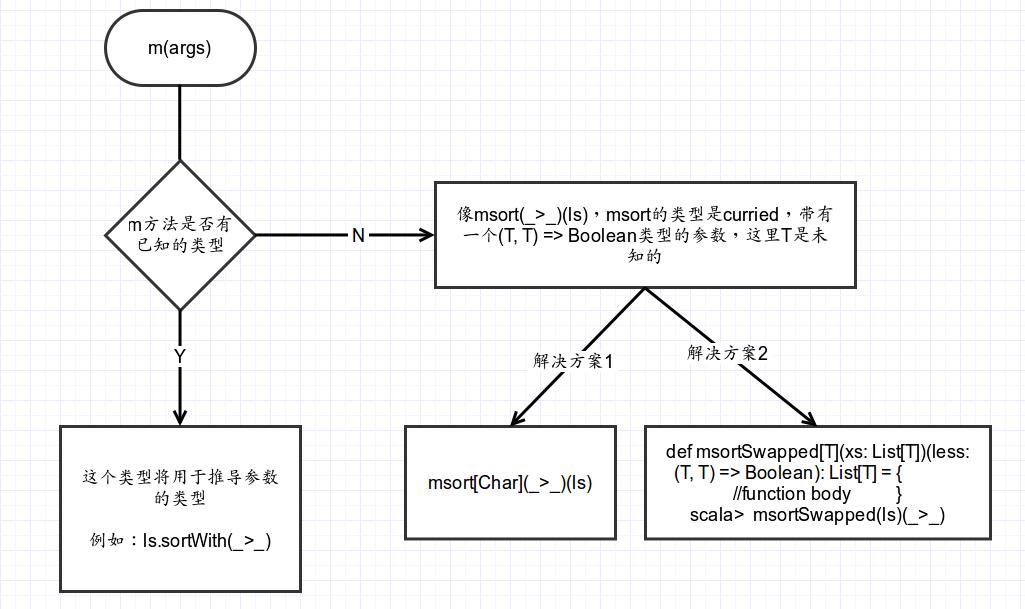 m(args)
m方法是否有
已知的类型
N
像msort(_>_)(ls)，msort的类型是curried，带有
一个(T, T) => Boolean类型的参数，这里T是未
知的
Y
解决方案1
解决方案2
这个类型将用于推导参数
的类型
例如：ls.sortWith(_>_)
msort[Char](_>_)(ls)
def msortSwapped[T](xs: List[T])(less:
(T, T) => Boolean): List[T] = {
//function body }
scala> msortSwapped(ls)(_>_)